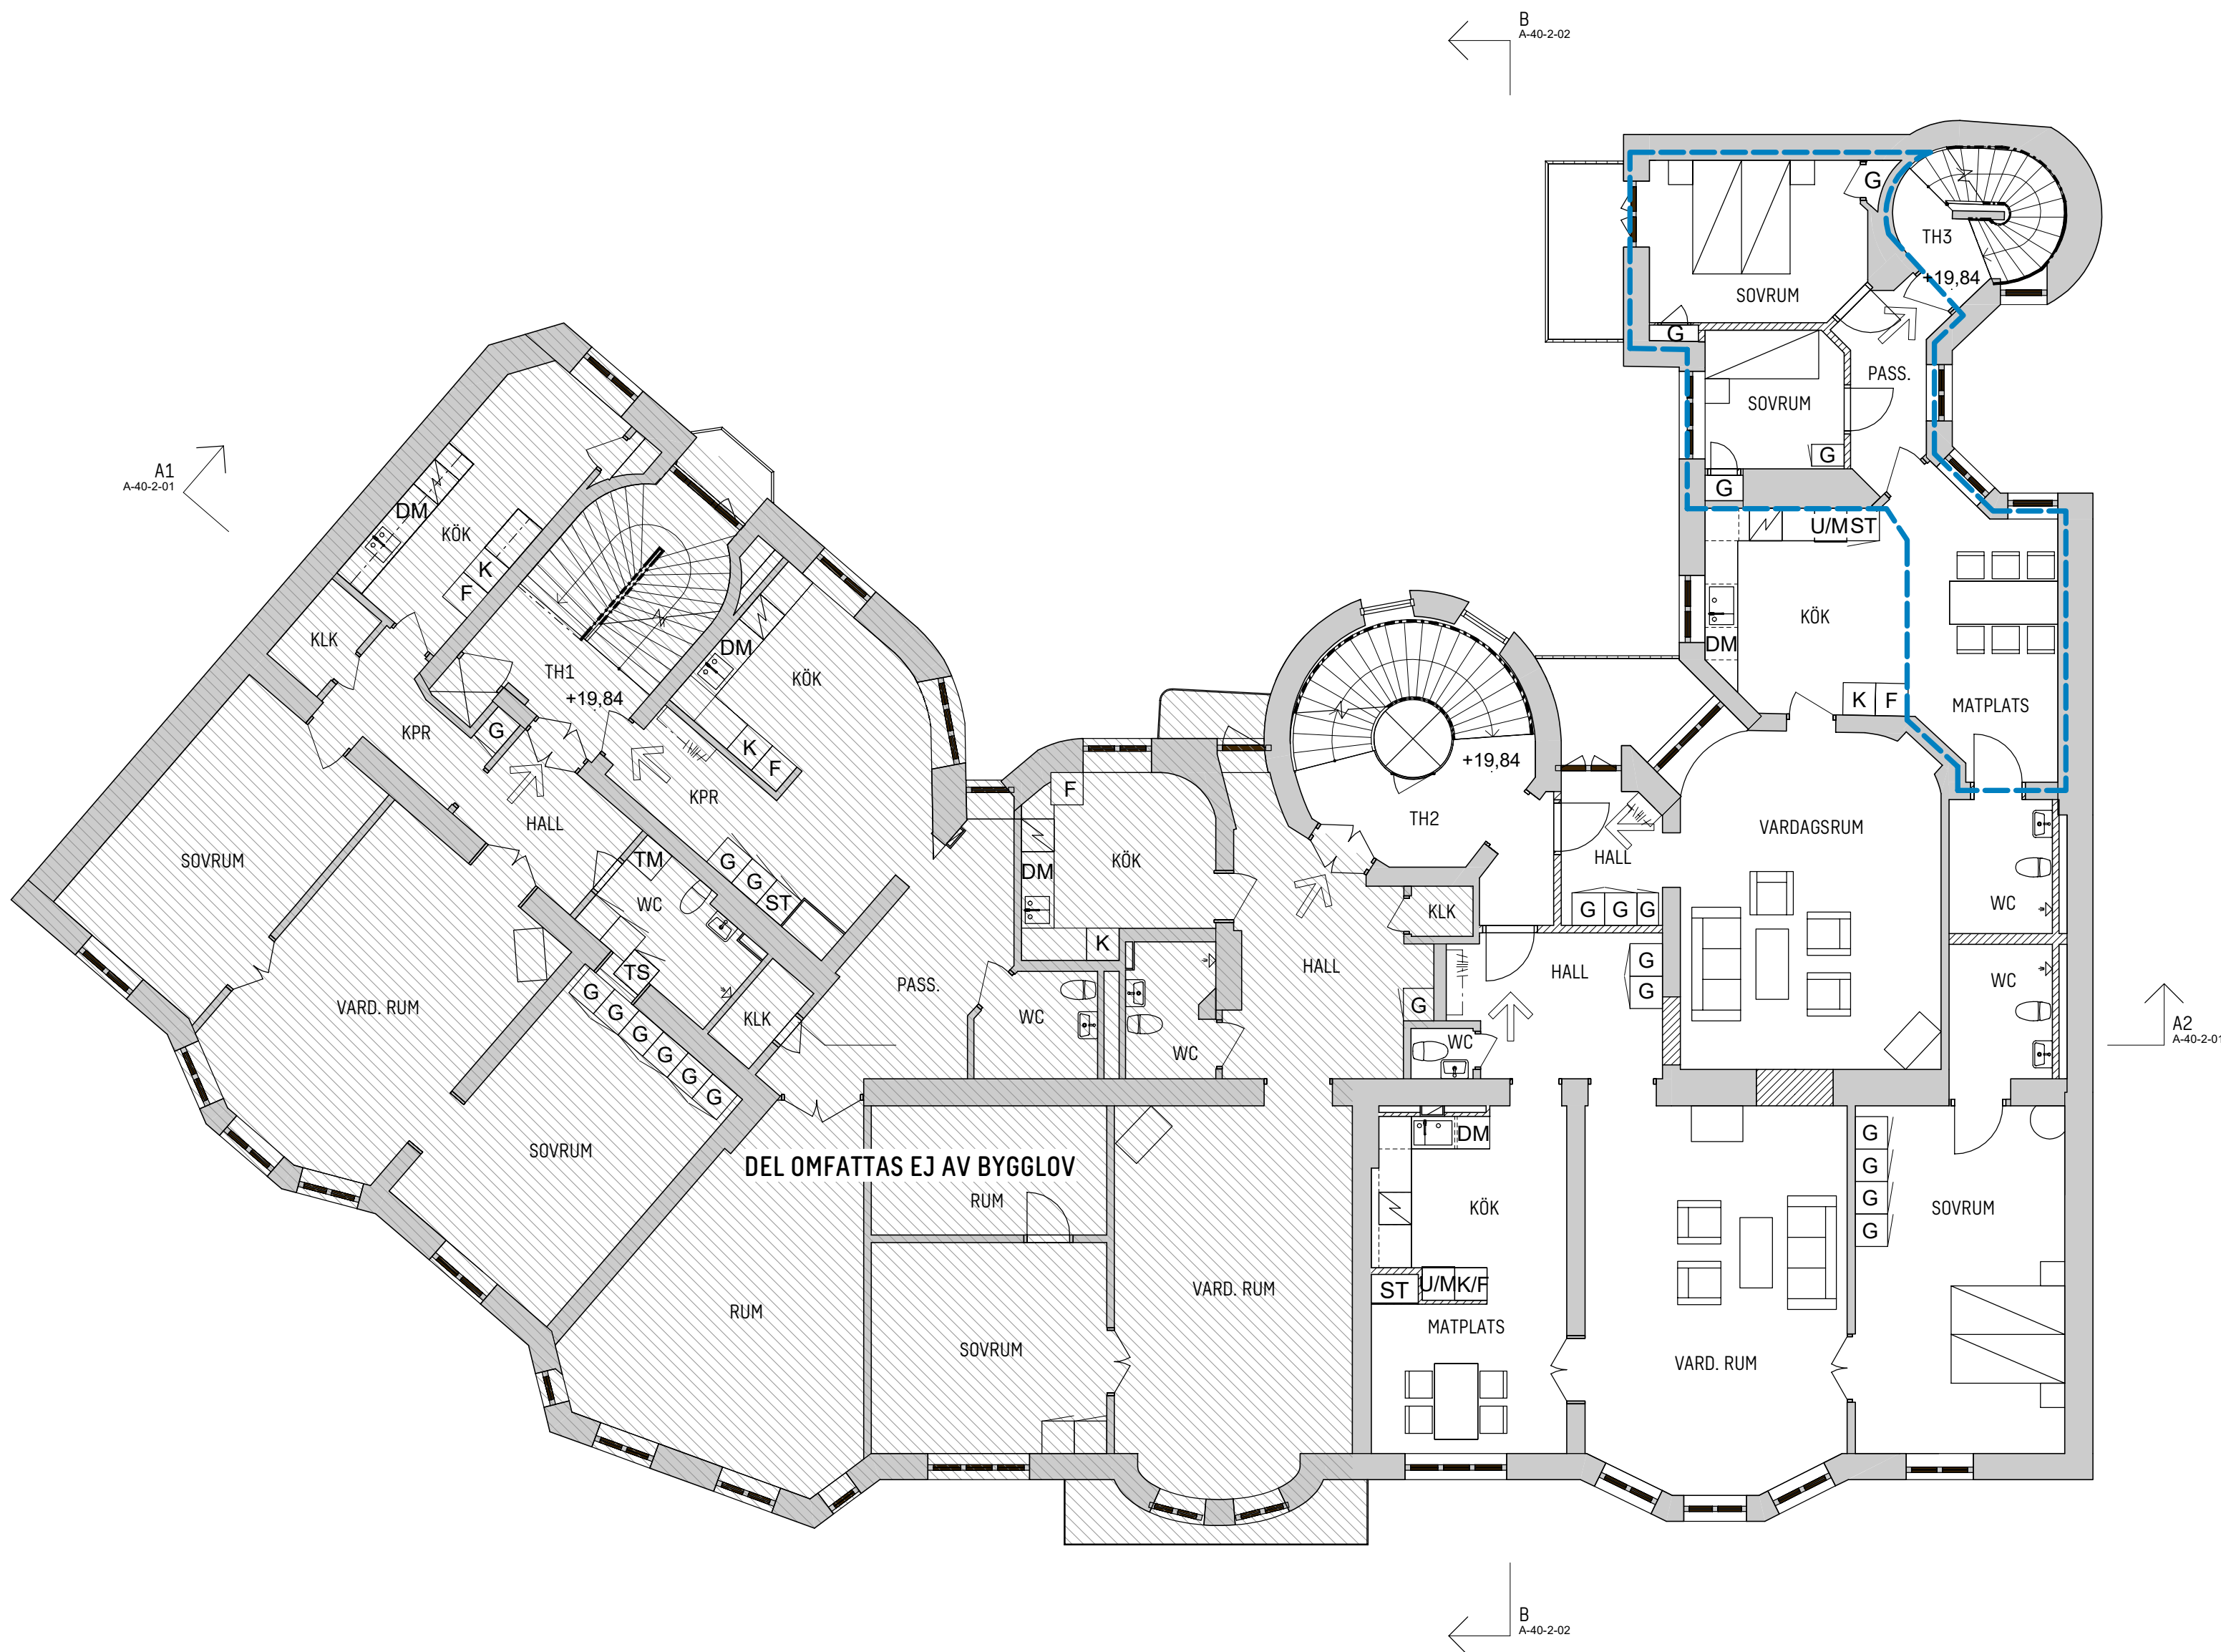 B
A-40-2-02
G
TH3
+19,84
SOVRUM
G
PASS.
SOVRUM
G
G
A1
A-40-2-01
DM
KÖK
K
F
U/M
ST
KÖK
DM
K
F
MATPLATS
KLK
TH1
+19,84
DM
KÖK
KPR
G
K
F
KPR
HALL
TH2
+19,84
F
KÖK
DM
K
VARDAGSRUM
HALL
G
G
G
WC
SOVRUM
TM
WC
G
G
ST
TS
KLK
HALL
HALL
G
G
WC
VARD. RUM
G
G
G
G
G
G
KLK
PASS.
WC
WC
G
WC
A2
A-40-2-01
SOVRUM
DEL OMFATTAS EJ AV BYGGLOV
RUM
DM
KÖK
G
G
G
G
SOVRUM
RUM
SOVRUM
VARD. RUM
ST
U/M
K/F
MATPLATS
VARD. RUM
B
A-40-2-02